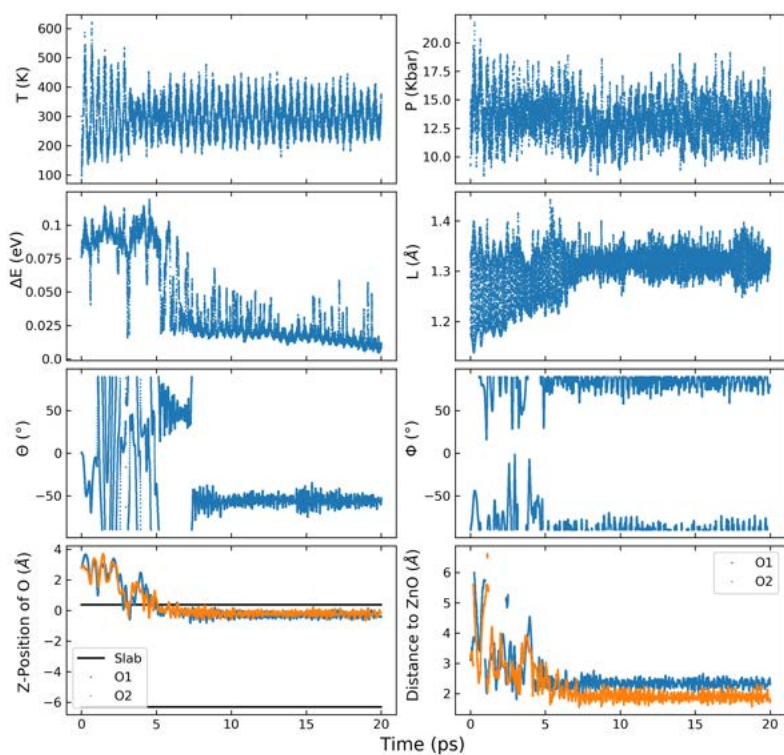 T (K)
600
500
400
300
200
100
P (Kbar)
20.0
17.5
15.0
12.5
10.0
ΔE (eV)
0.1
0.075
0.05
0.025
0.0
L (Å)
1.4
1.3
1.2
Θ (°)
50
0
−50
Φ (°)
50
0
−50
Z-Position of O (Å)
4
2
0
−2
−4
−6
Slab
O1
O2
0 5 10 15 20
Distance to ZnO (Å)
6
5
4
3
2
O1
O2
0 5 10 15 20
Time (ps)